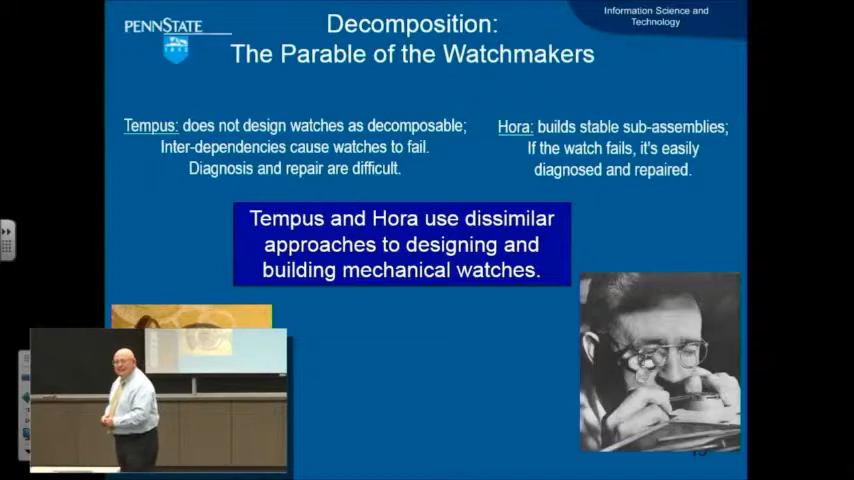 PENNSTATE
1855
Information Science and
Technology
Decomposition:
The Parable of the Watchmakers
Tempus: does not design watches as decomposable;
Inter-dependencies cause watches to fail.
Diagnosis and repair are difficult.
Hora: builds stable sub-assemblies;
If the watch fails, it's easily
diagnosed and repaired.
Tempus and Hora use dissimilar
approaches to designing and
building mechanical watches.